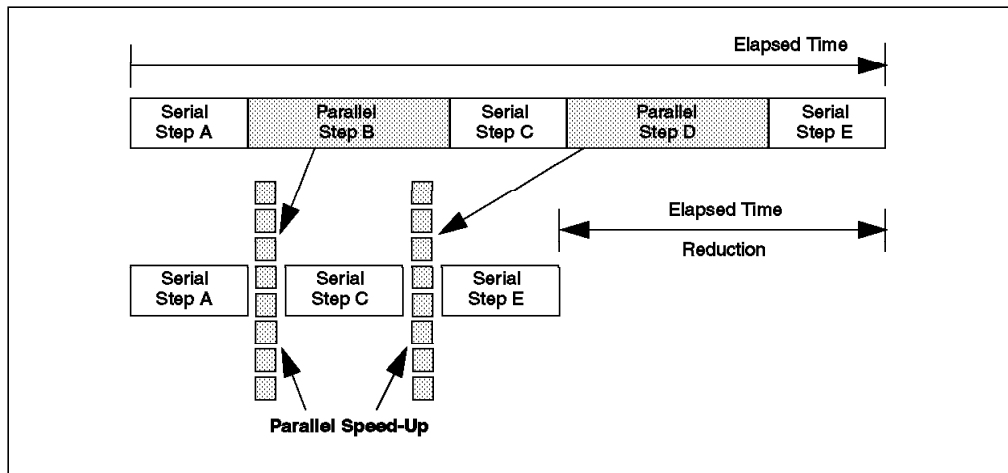 Elapsed Time
Serial
Step A
Parallel
Step B
Serial
Step C
Parallel
Step D
Serial
Step E
Elapsed Time
Reduction
Serial
Step A
Serial
Step C
Serial
Step E
Parallel Speed-Up